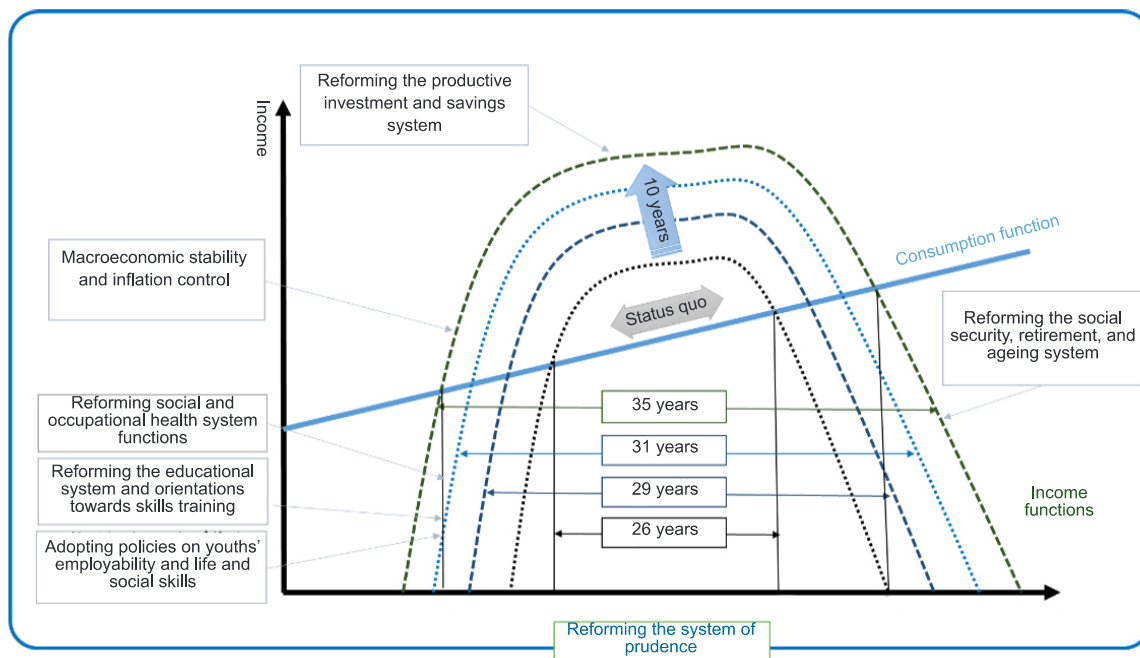 Reforming the productive
investment and savings
system
Income
10 years
Macroeconomic stability
and inflation control
Consumption function
Status quo
Reforming the social
security, retirement, and
ageing system
Reforming social and
occupational health system
functions
35 years
31 years
Reforming the educational
system and orientations
towards skills training
29 years
Income
functions
26 years
Adopting policies on youths’
employability and life and
social skills
Reforming the system of
prudence